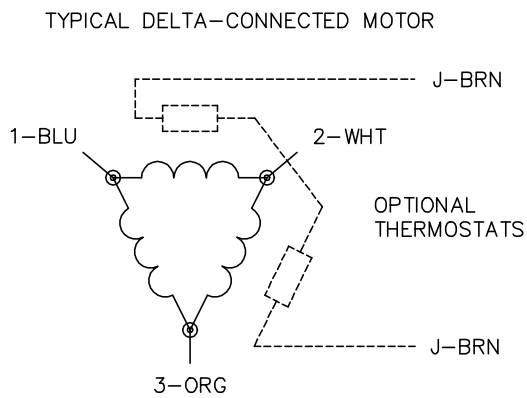 TYPICAL DELTA-CONNECTED MOTOR
J-BRN
1-BLU
2-WHT
OPTIONAL
THERMOSTATS
J-BRN
3-ORG